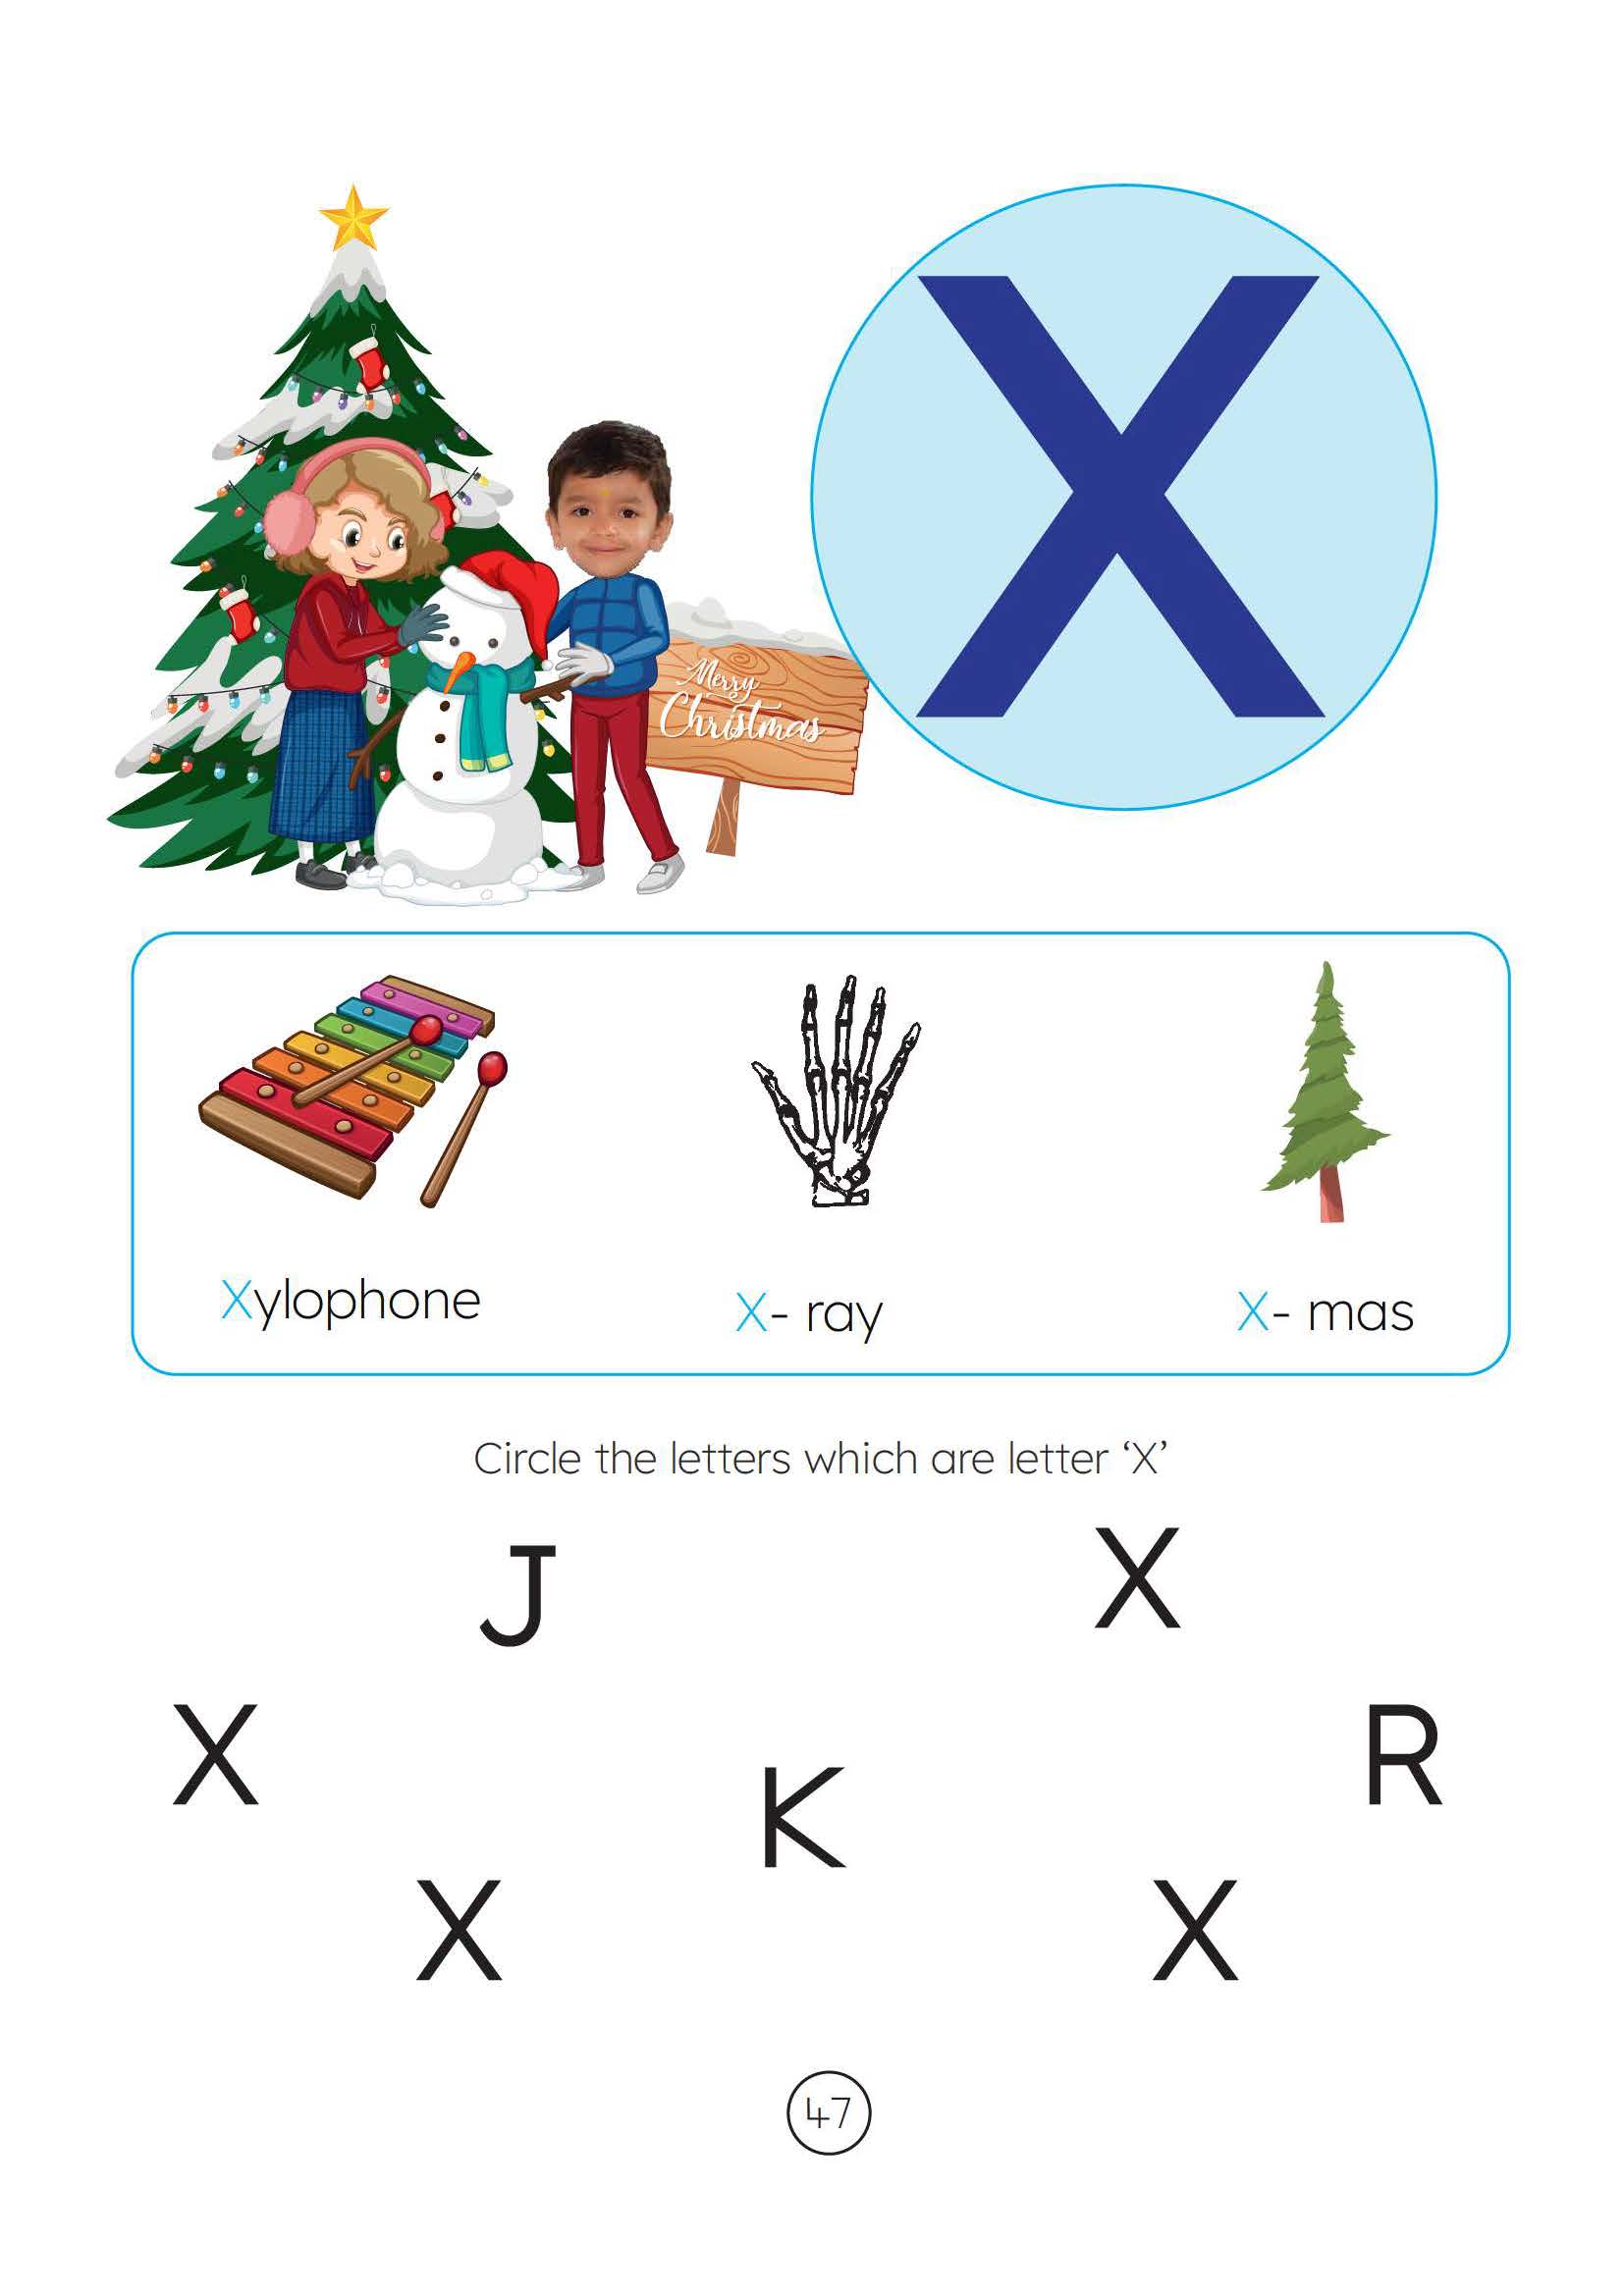 X
Merry
Christmas
Xylophone
X- ray
X- mas
Circle the letters which are letter ‘X’
J
X
X
R
K
X
X
47